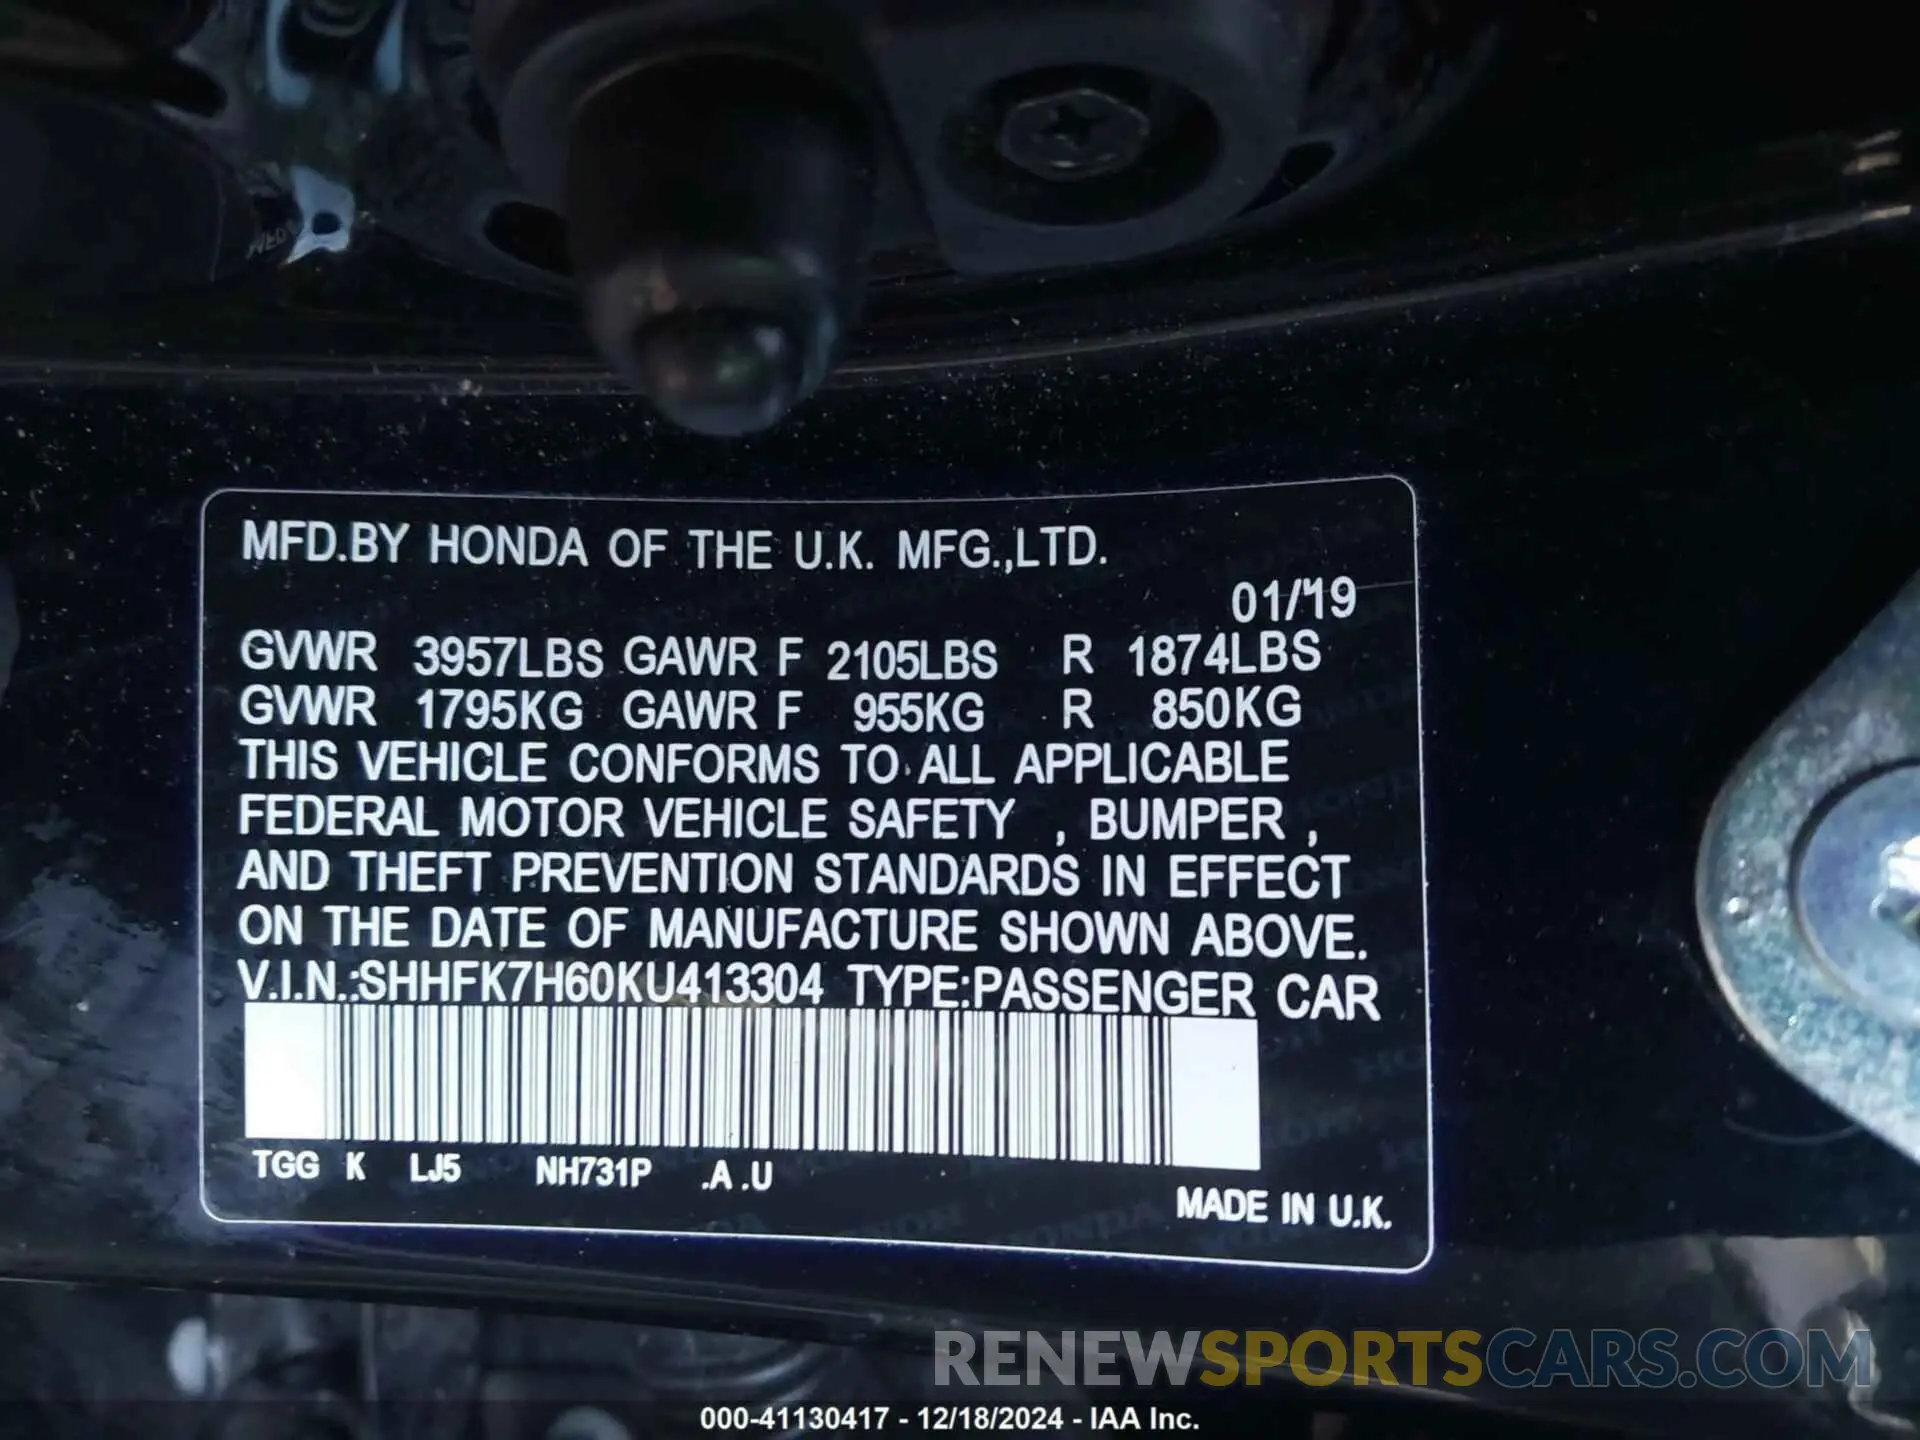 MFD.BY HONDA OF THE U.K. MFG.,LTD.
01/'19
GVWR 3957LBS GAWR F 2105LBS R 1874LBS
GVWR 1795KG GAWR F 955KG R 850KG
THIS VEHICLE CONFORMS TO ALL APPLICABLE
FEDERAL MOTOR VEHICLE SAFETY , BUMPER ,
AND THEFT PREVENTION STANDARDS IN EFFECT
ON THE DATE OF MANUFACTURE SHOWN ABOVE.
V.I.N.:SHHFK7H60KU413304 TYPE:PASSENGER CAR
TGG K LJ5 NH731P .A .U
MADE IN U.K.
RENEWSPORTSCARS.COM
000-41130417 - 12/18/2024 - IAA Inc.